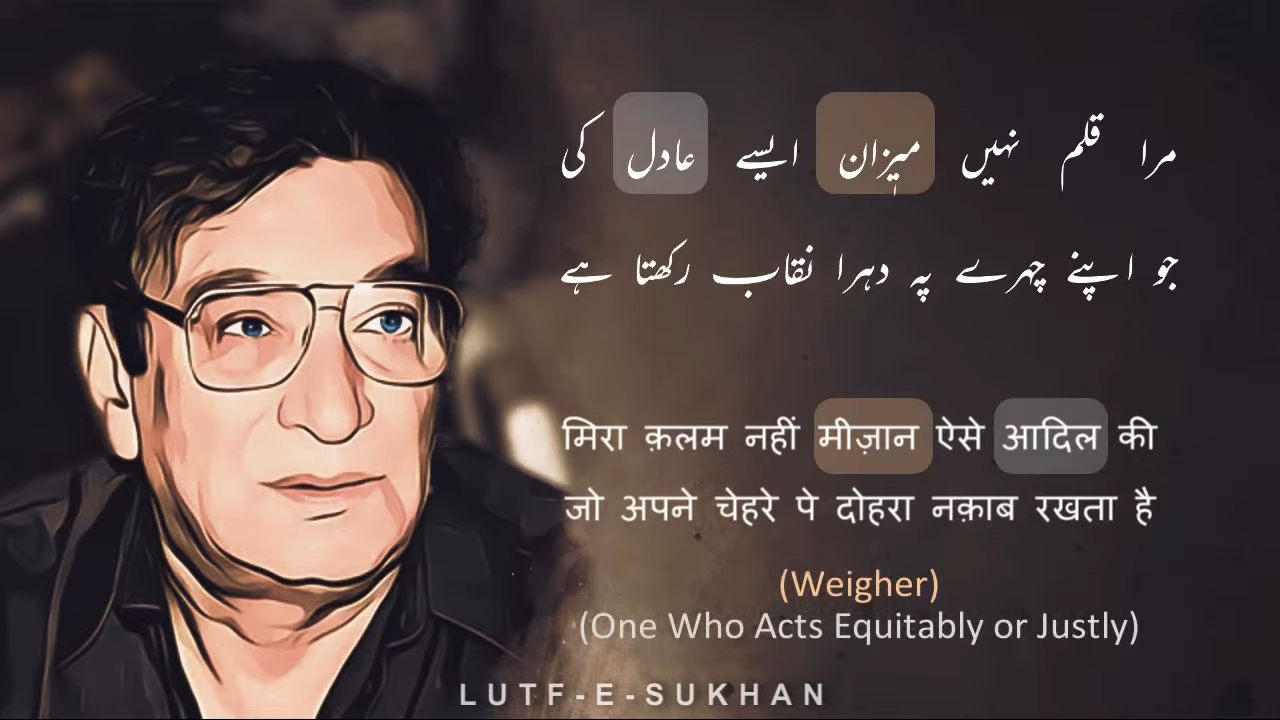 مرا قلم نہیں میزان ایسے عادل کی
جو اپنے چہرے پہ دہرا نقاب رکھتا ہے
मिरा क़लम नहीं मीज़ान ऐसे आदिल की
जो अपने चेहरे पे दोहरा नक़ाब रखता है
(Weigher)
(One Who Acts Equitably or Justly)
LUTF-E-SUKHAN